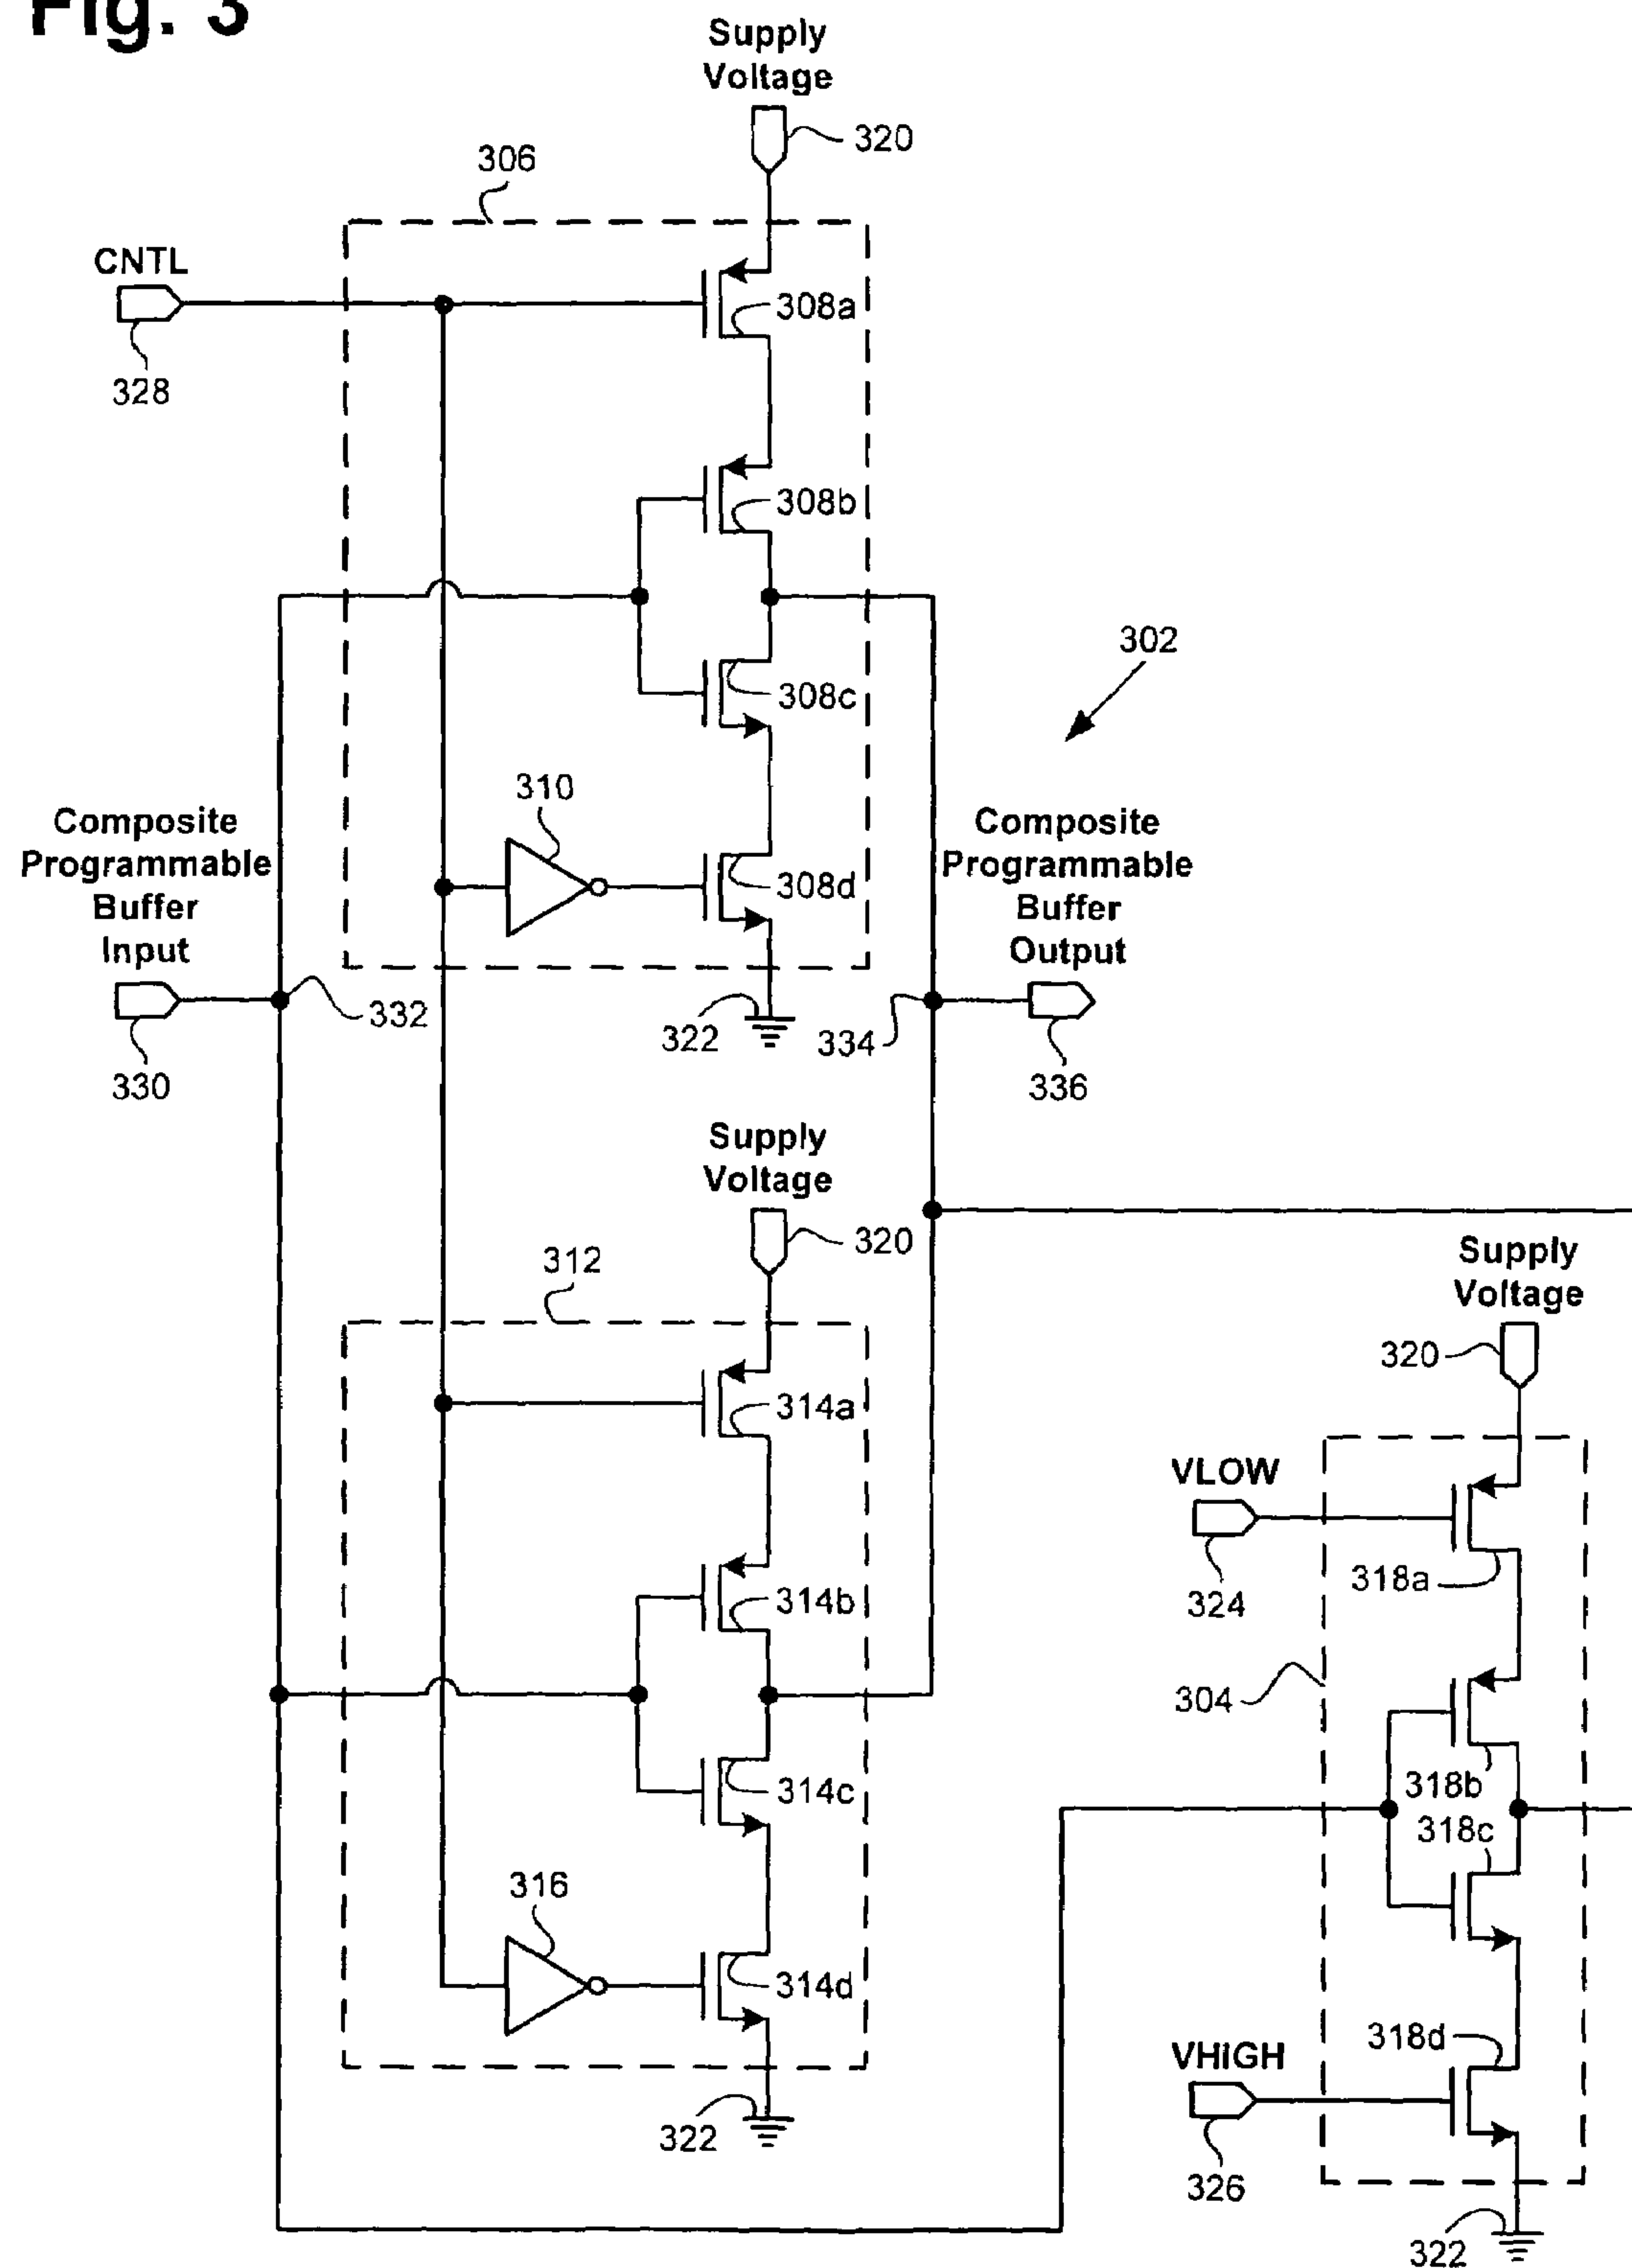 Fig. 3
Supply
Voltage
320
306
CNTL
308a
328
308b
302
308c
310
Composite
Programmable
Buffer
Input
308d
Composite
Programmable
Buffer
Output
332
322
334
330
336
Supply
Voltage
320
312
Supply
Voltage
320
314a
VLOW
318a
324
314b
304
318b
314c
318c
316
314d
318d
VHIGH
322
326
322